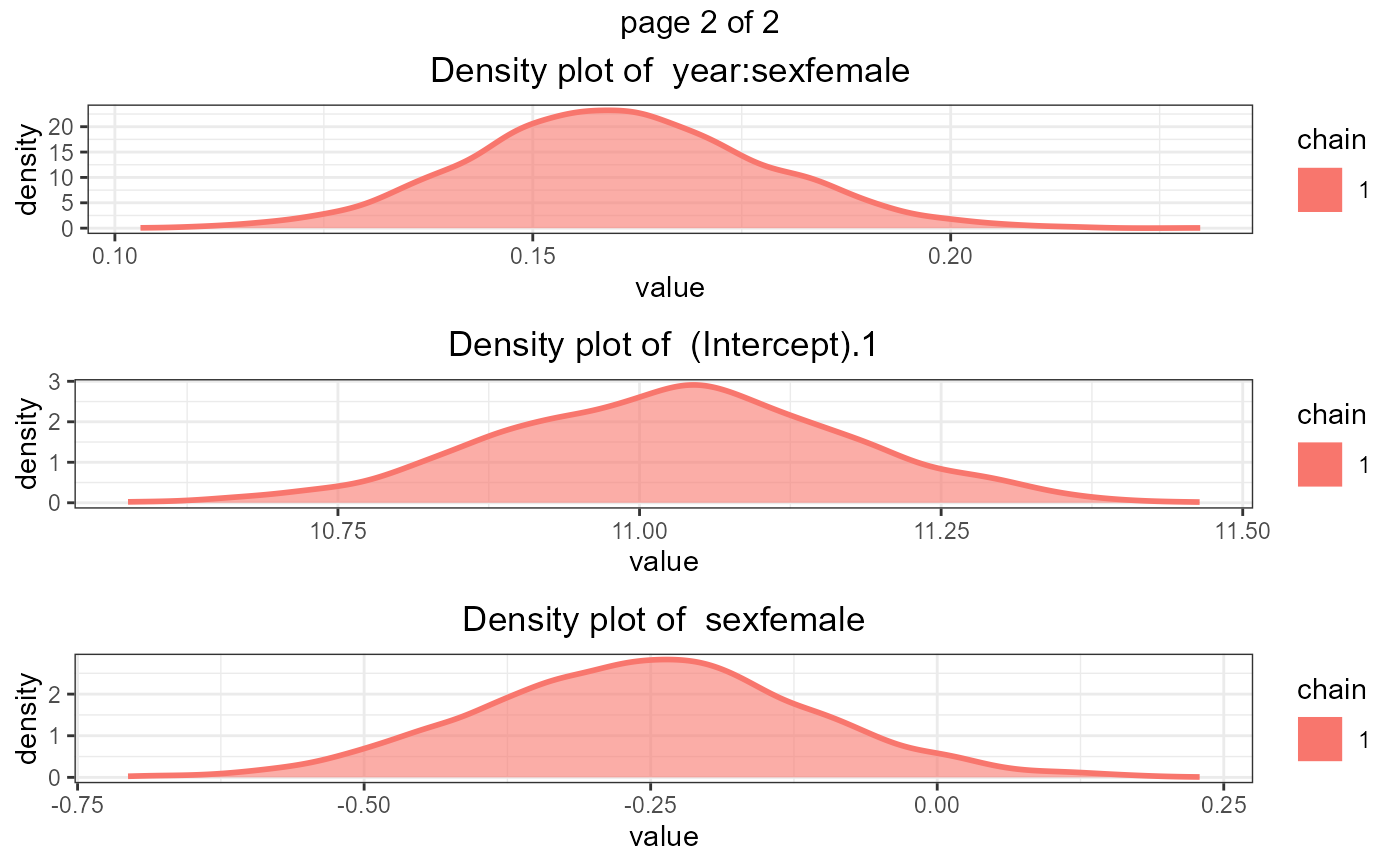 page 2 of 2
Density plot of  year:sexfemale
density
20
15
10
5
0
0.10 0.15 0.20
value
chain
1
Density plot of  (Intercept).1
density
3
2
1
0
10.75 11.00 11.25 11.50
value
chain
1
Density plot of  sexfemale
density
2
1
0
-0.75 -0.50 -0.25 0.00 0.25
value
chain
1